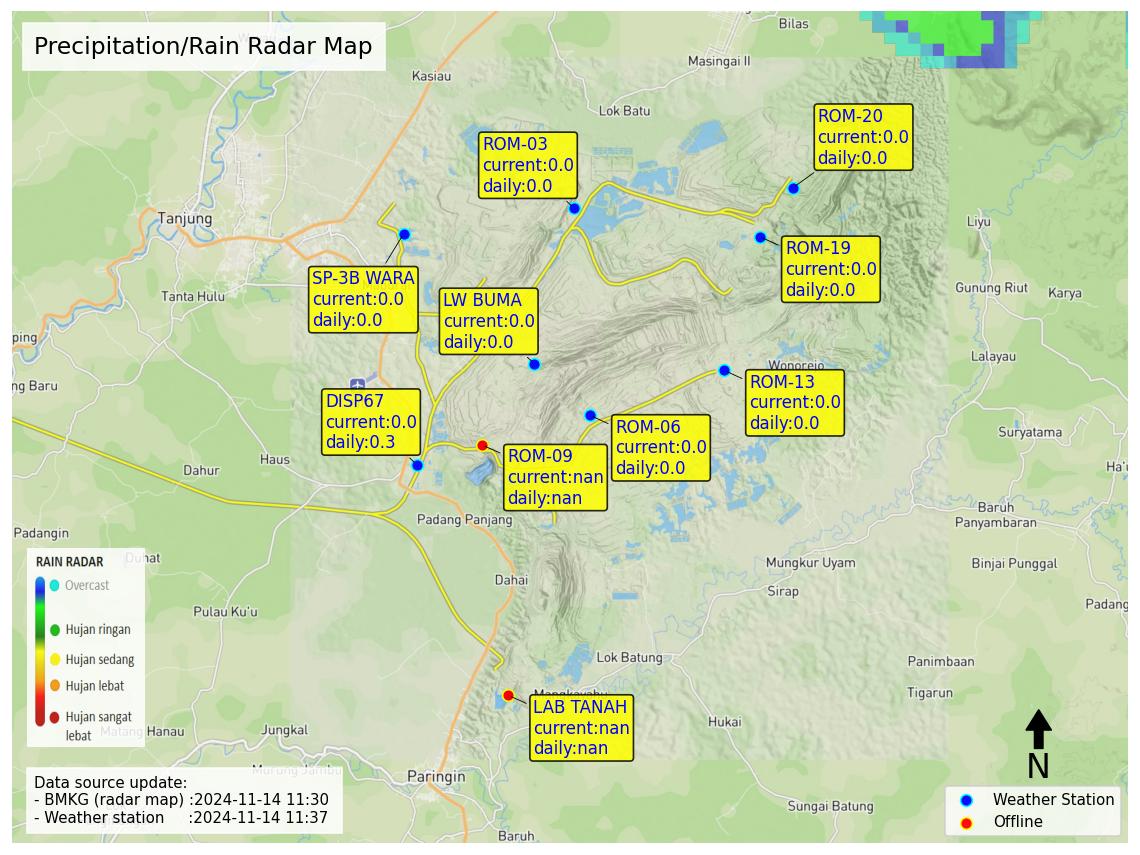 Precipitation/Rain Radar Map
Bilas
Masingai II
Kasiau
Lok Batu
ROM-20
current:0.0
daily:0.0
ROM-03
current:0.0
daily:0.0
Tanjung
Liyu
ROM-19
current:0.0
daily:0.0
SP-3B WARA
current:0.0
daily:0.0
Tanta Hulu
LW BUMA
current:0.0
daily:0.0
Gunung Riut
Karya
ping
Lalayau
Wonorejo
ng Baru
ROM-13
current:0.0
daily:0.0
DISP67
current:0.0
daily:0.3
ROM-06
current:0.0
daily:0.0
Suryatama
ROM-09
current:nan
daily:nan
Haus
Dahur
Ha'u
Padang Panjang
Baruh
Panyambaran
Padangin
Duhat
Mungkur Uyam
Binjai Punggal
RAIN RADAR
Overcast
Hujan ringan
Hujan sedang
Hujan lebat
Hujan sangat
lebat
Dahai
Sirap
Padang
Pulau Ku'u
Lok Batung
Panimbaan
Tigarun
Mangkayahu
LAB TANAH
current:nan
daily:nan
Matang Hanau
Jungkal
Hukai
Murung Jambu
Paringin
N
Data source update:
- BMKG (radar map) :2024-11-14 11:30
- Weather station :2024-11-14 11:37
Sungai Batung
Baruh
Weather Station
Offline